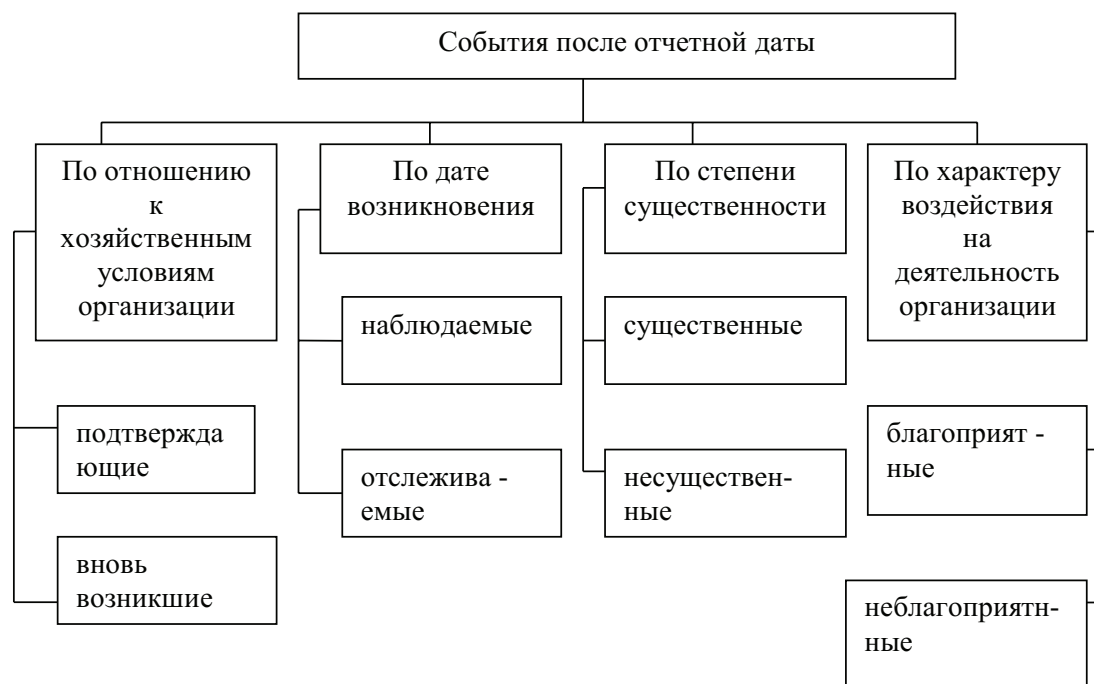 События после отчетной даты
По отношению
к
хозяйственным
условиям
организации
подтвержда
ющие
вновь
возникшие
По дате
возникновения
наблюдаемые
отслежива -
емые
По степени
существенности
существенные
несуществен-
ные
По характеру
воздействия
на
деятельность
организации
благоприят -
ные
неблагоприятн-
ные